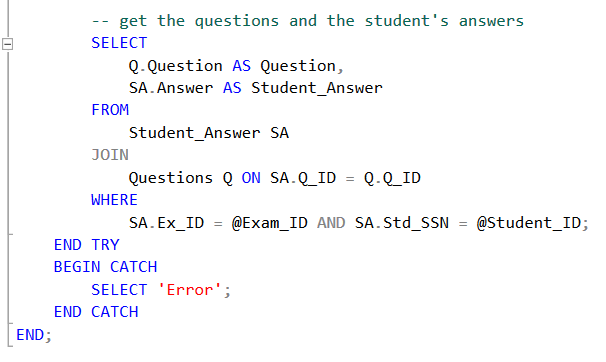 -- get the questions and the student's answers
SELECT
Q.Question AS Question,
SA.Answer AS Student_Answer
FROM
Student_Answer SA
JOIN
Questions Q ON SA.Q_ID = Q.Q_ID
WHERE
SA.Ex_ID = @Exam_ID AND SA.Std_SSN = @Student_ID;
END TRY
BEGIN CATCH
SELECT 'Error';
END CATCH
END;